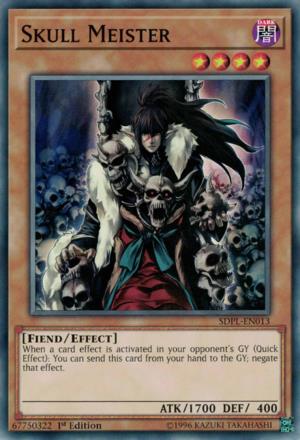 SKULL MEISTER
DARK
闇
SDPL-EN013
[FIEND/EFFECT]
When a card effect is activated in your opponent's GY (Quick
Effect): You can send this card from your hand to the GY; negate
that effect.
ATK/1700 DEF/ 400
67750322 1st Edition ©1996 KAZUKI TAKAHASHI